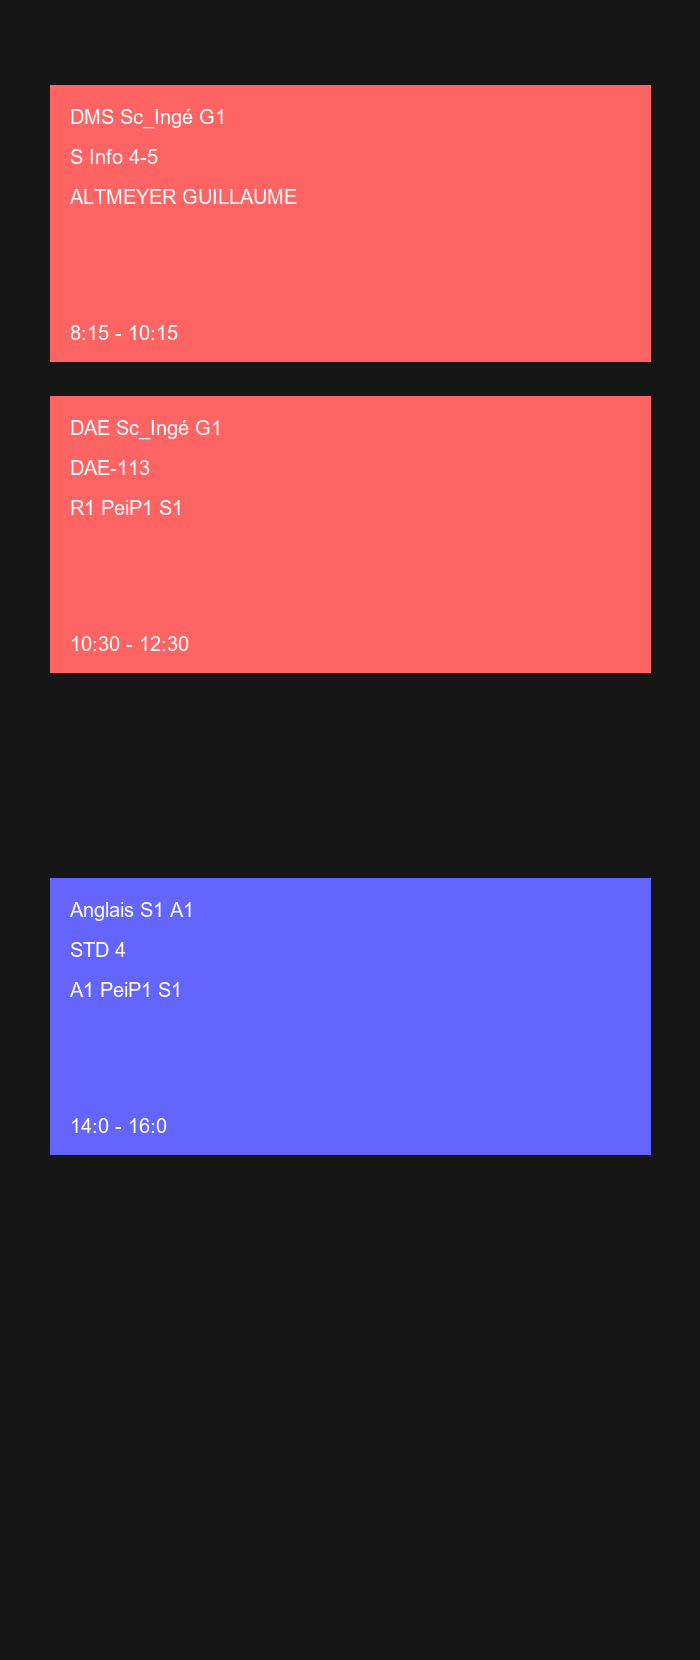 DMS Sc_Ingé G1
S Info 4-5
ALTMEYER GUILLAUME
8:15 - 10:15
DAE Sc_Ingé G1
DAE-113
R1 PeiP1 S1
10:30 - 12:30
Anglais S1 A1
STD 4
A1 PeiP1 S1
14:0 - 16:0